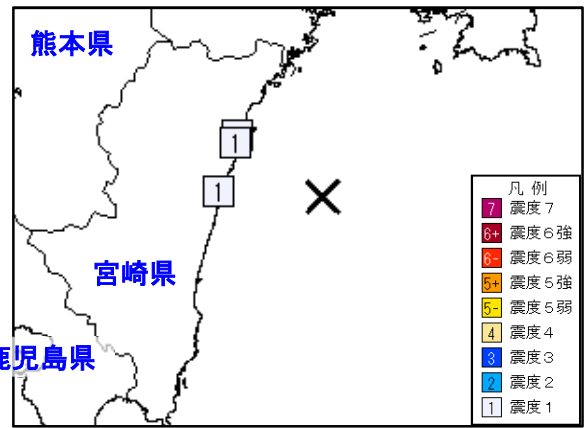 熊本県
1
1
宮崎県
鹿児島県
凡 例
7 震度7
6+ 震度6強
6- 震度6弱
5+ 震度5強
5- 震度5弱
4 震度4
3 震度3
2 震度2
1 震度1